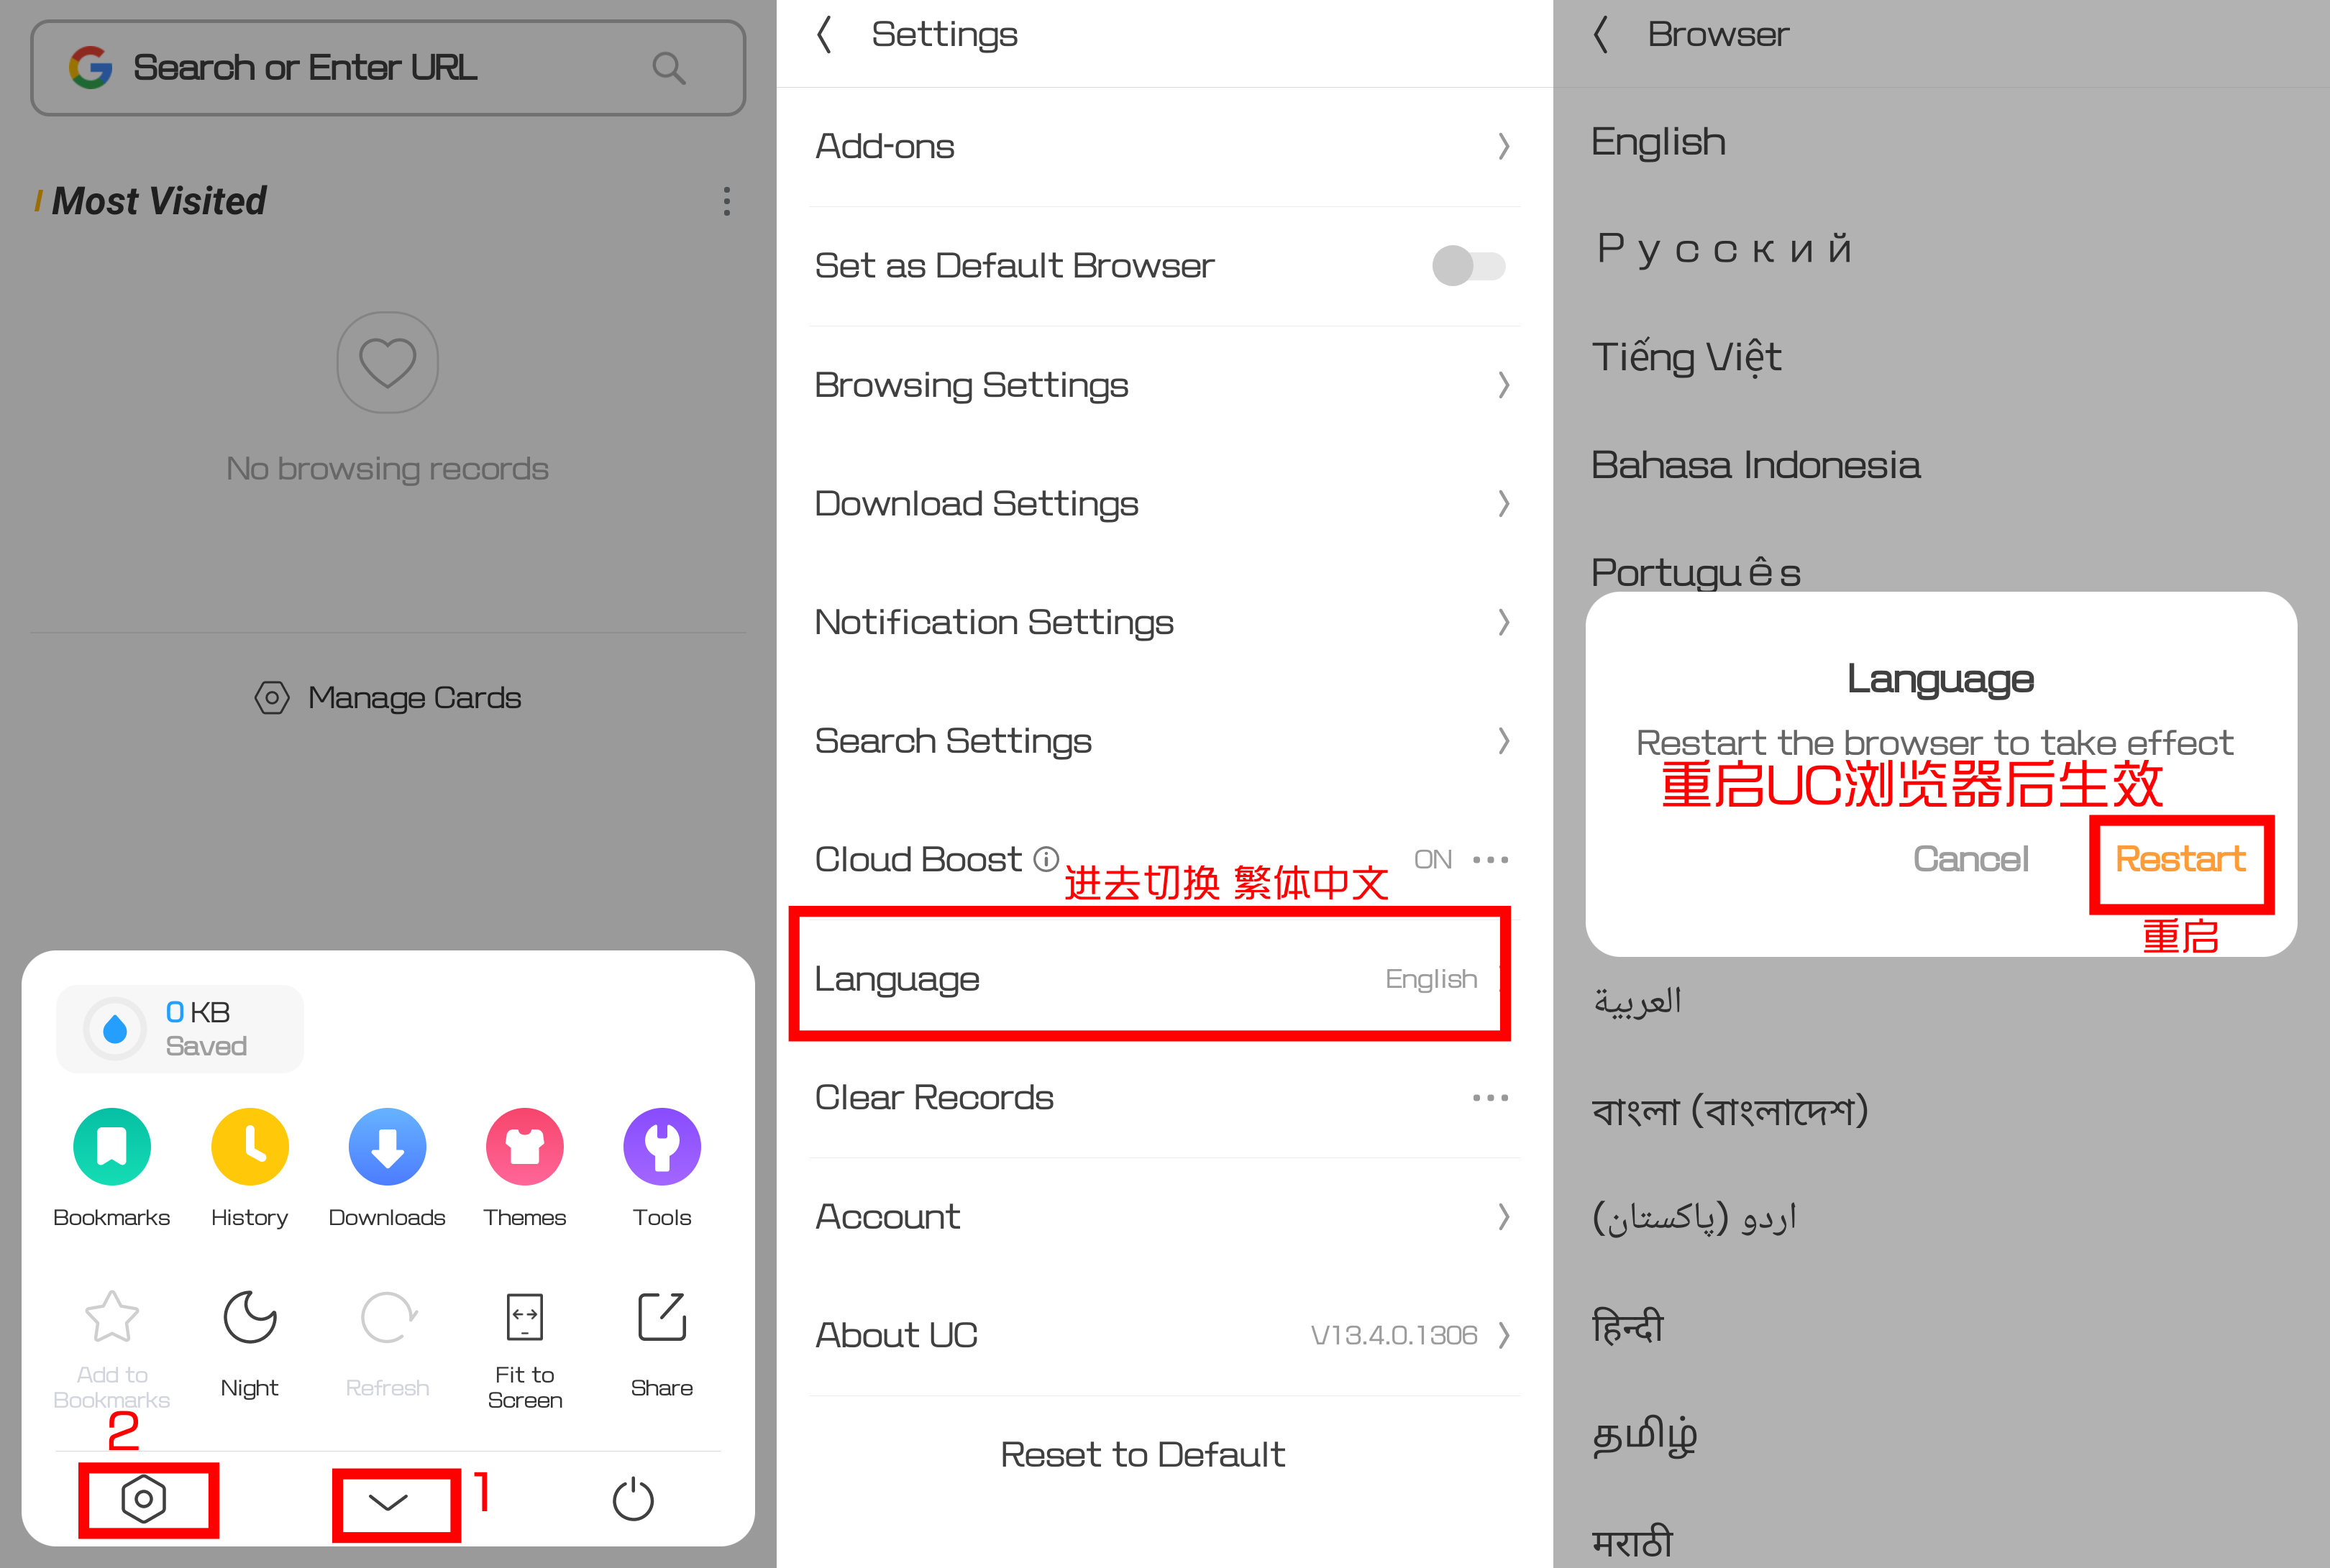 Search or Enter URL
Most Visited
No browsing records
Manage Cards
0 KB
Saved
Bookmarks
History
Downloads
Themes
Tools
Add to
Bookmarks
Night
Refresh
Fit to
Screen
Share
2
1
Settings
Add-ons
Set as Default Browser
Browsing Settings
Download Settings
Notification Settings
Search Settings
Cloud Boost
ON
进去切换 繁体中文
Language
English
Clear Records
Account
About UC
V13.4.0.1306
Reset to Default
Browser
English
Русский
Tiếng Việt
Bahasa Indonesia
Português
Language
Restart the browser to take effect
重启UC浏览器后生效
Cancel
Restart
重启
العربية
বাংলা (বাংলাদেশ)
اردو (پاکستان)
हिन्दी
தமிழ்
मराठी